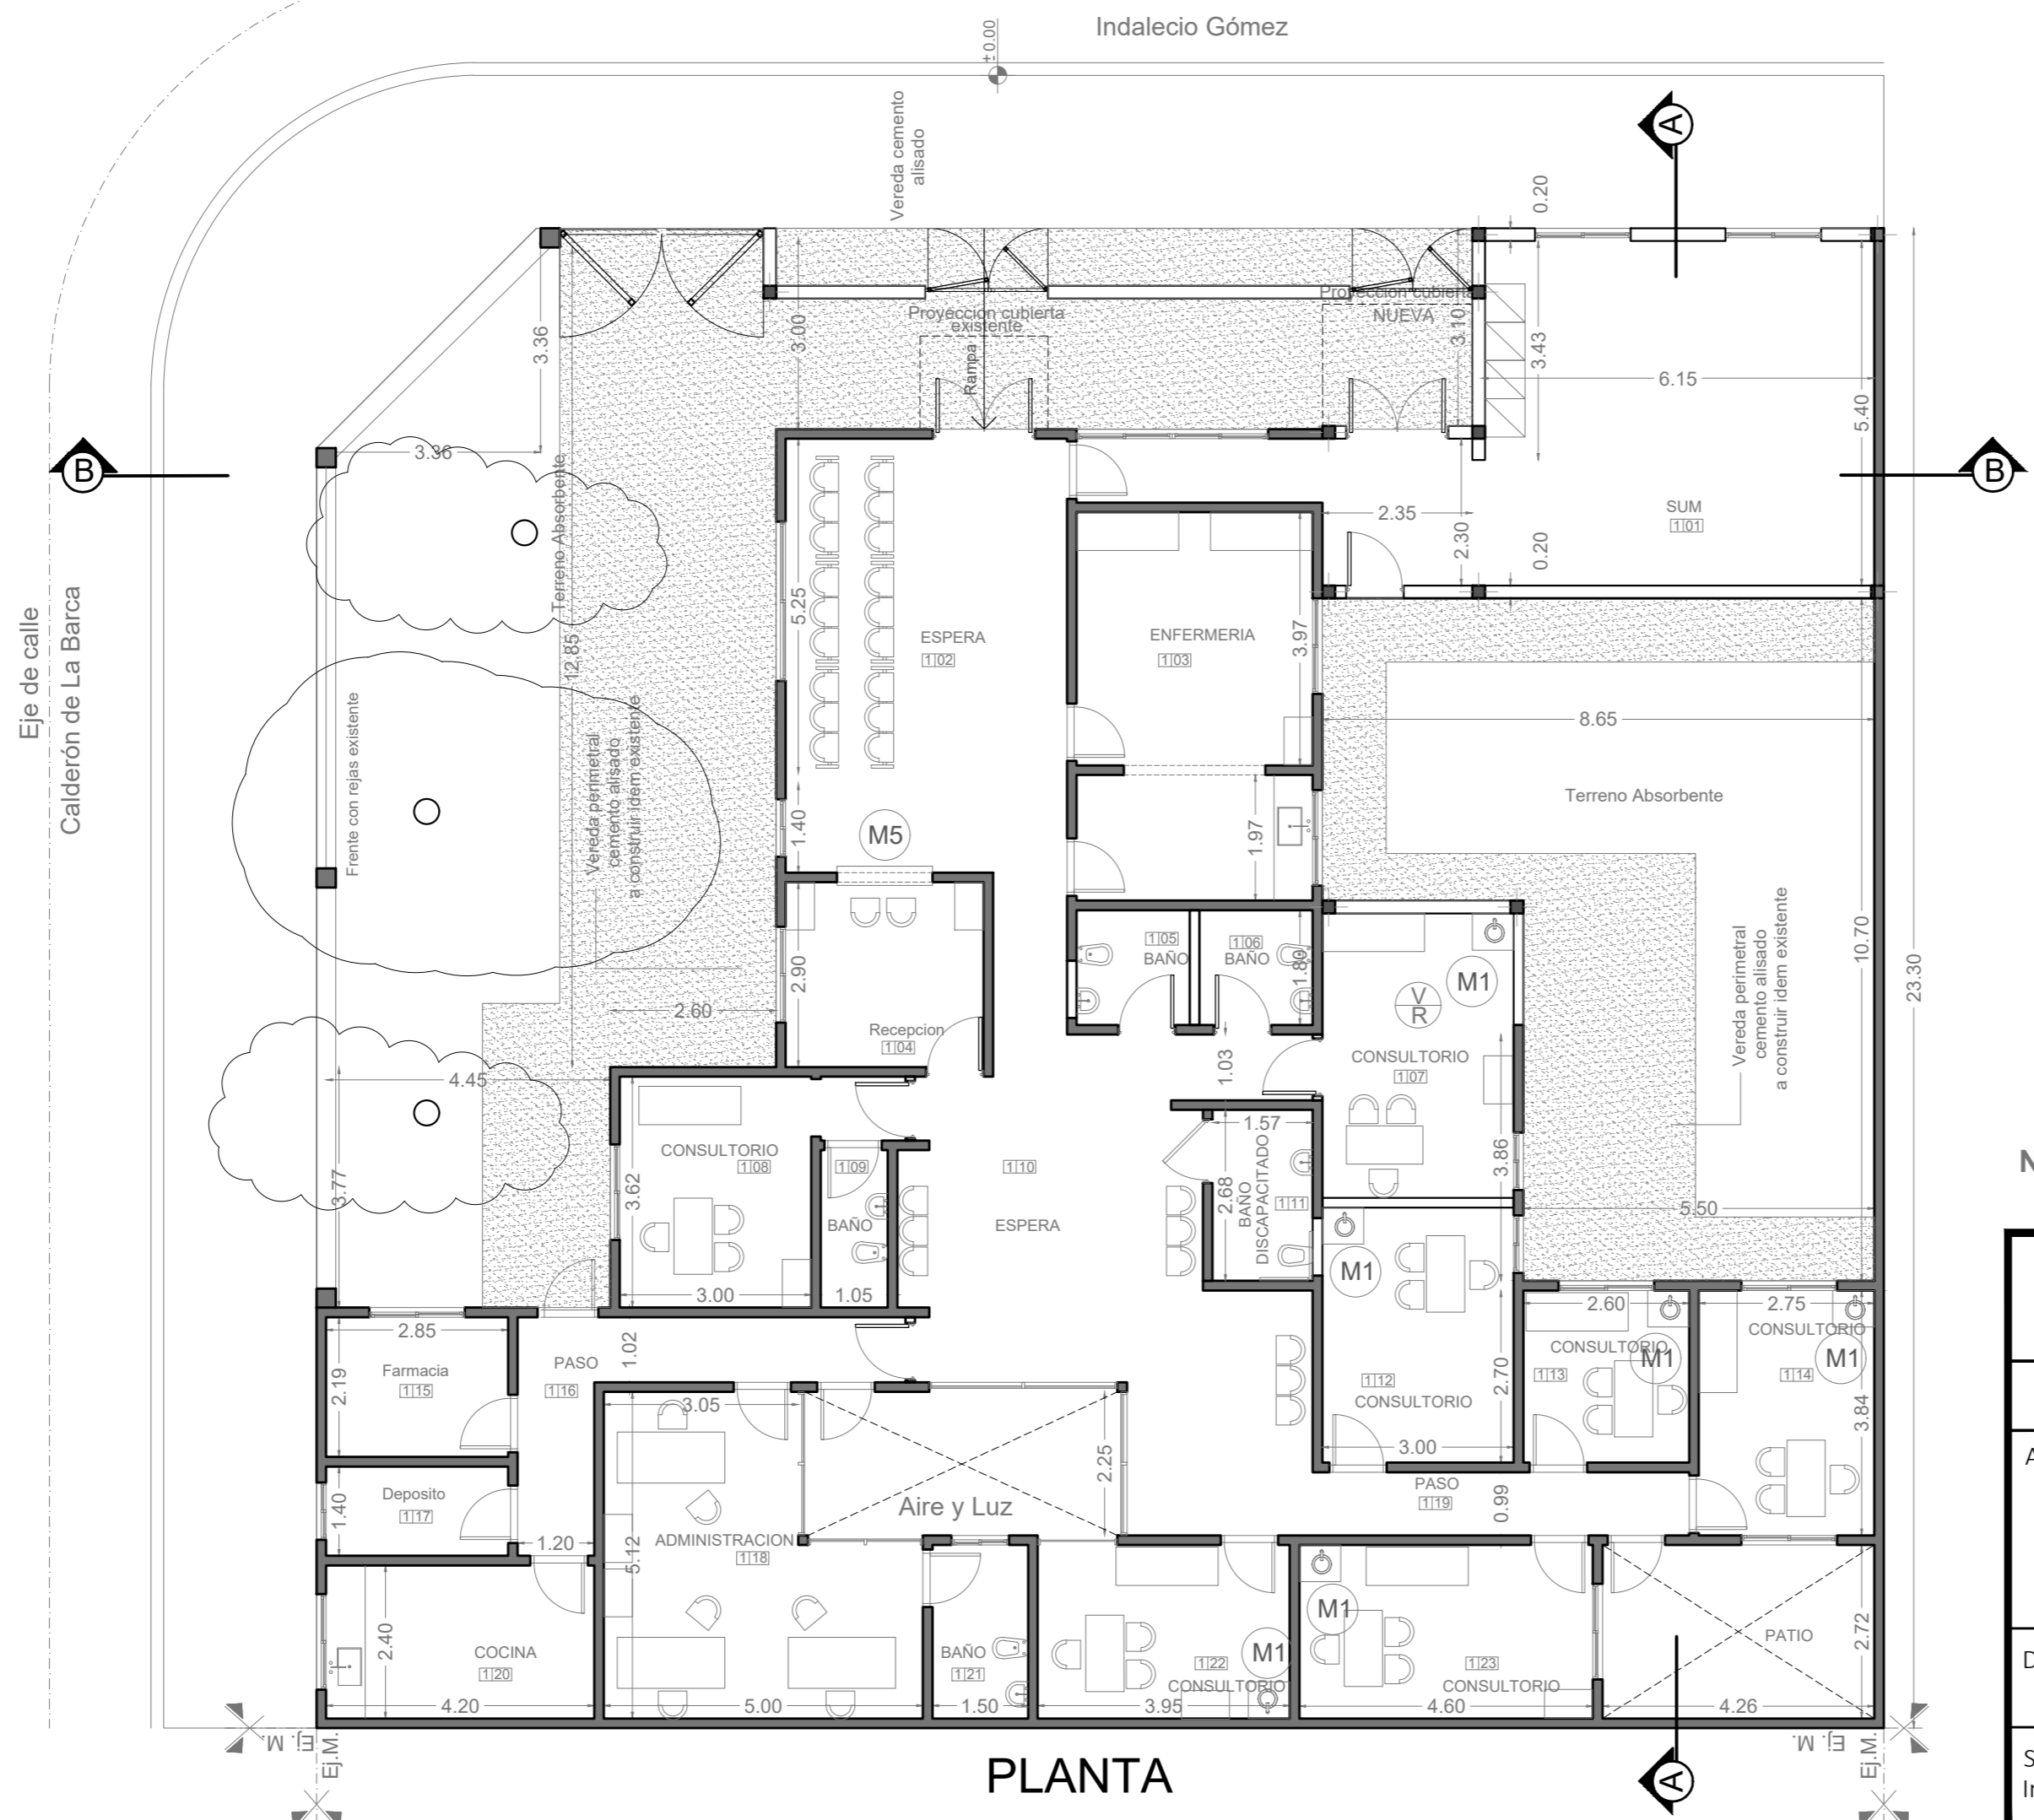 Indalecio Gómez
±0.00
Vereda cemento
alisado
A
0.20
Proyeccion cubierta
existente
Proyeccion cubierta
NUEVA
Rampa
3.36
3.00
3.10
3.43
6.15
5.40
B
3.36
B
Terreno Absorbente
SUM
1|01
2.35
2.30
0.20
Eje de calle
Calderón de La Barca
5.25
ESPERA
1|02
ENFERMERIA
1|03
3.97
12.85
Frente con rejas existente
Vereda perimetral
cemento alisado
a construir idem existente
8.65
Terreno Absorbente
1.40
M5
1.97
2.90
Recepcion
1|04
2.60
1|05
BAÑO
1|06
BAÑO
1.80
M1
V
R
CONSULTORIO
1|07
10.70
Vereda perimetral
cemento alisado
a construir idem existente
23.30
1.03
4.45
3.77
CONSULTORIO
1|08
3.62
3.00
1|09
BAÑO
1.05
1|10
ESPERA
1.57
2.68
BAÑO
DISCAPACITADO
1|11
3.86
5.50
N
M1
2.85
Farmacia
1|15
2.19
PASO
1|16
1.02
3.05
1|12
CONSULTORIO
2.70
3.00
2.60
CONSULTORIO
M1
1|13
2.75
CONSULTORIO
M1
1|14
3.84
2.25
Aire y Luz
PASO
1|19
0.99
A
Deposito
1|17
1.40
1.20
ADMINISTRACION
1|18
5.12
COCINA
1|20
2.40
4.20
5.00
BAÑO
1|21
1.50
1|22
CONSULTORIO
M1
3.95
M1
1|23
CONSULTORIO
4.60
PATIO
2.72
4.26
D
Ej. M.
Ej.M.
Ej. M.
Ej.M.
PLANTA
A
S
In